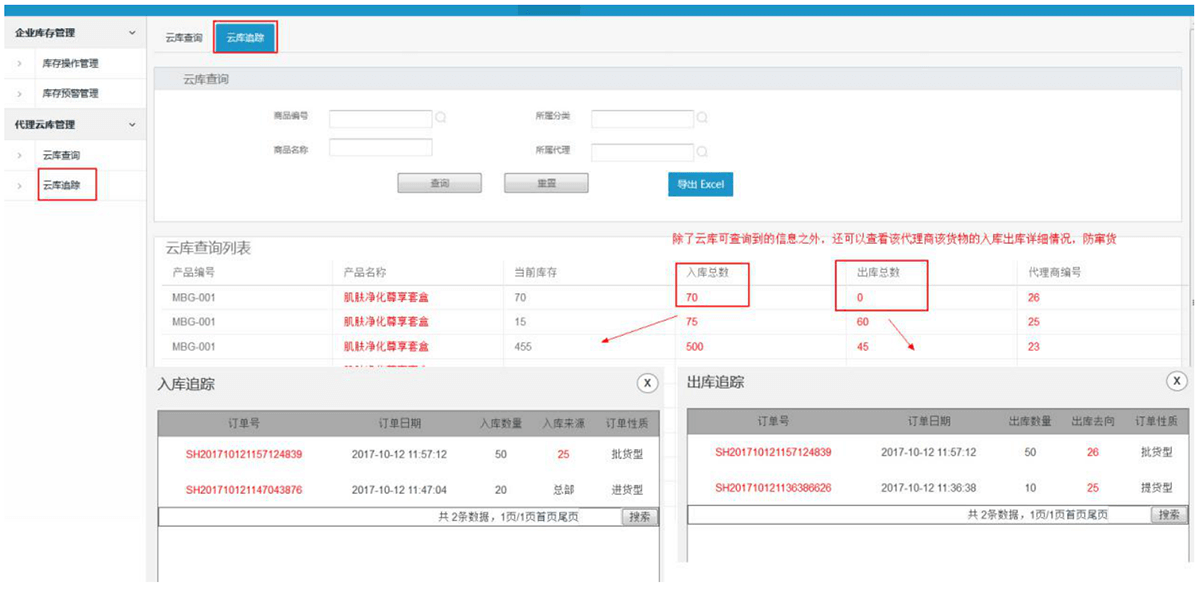 企业库存管理
库存操作管理
库存预警管理
代理云库管理
云库查询
云库追踪
云库查询 云库追踪
云库查询
商品编号 所属分类
商品名称 所属代理
查询 重置 导出 Excel
除了云库可查询到的信息之外，还可以查看该代理商该货物的入库出库详细情况，防窜货
云库查询列表
产品编号 产品名称 当前库存 入库总数 出库总数 代理商编号
MBG-001 肌肤净化尊享套盒 70 70 0 26
MBG-001 肌肤净化尊享套盒 15 75 60 25
MBG-001 肌肤净化尊享套盒 455 500 45 23
入库追踪 X
订单号 订单日期 入库数量 入库来源 订单性质
SH201710121157124839 2017-10-12 11:57:12 50 25 批货型
SH201710121147043876 2017-10-12 11:47:04 20 总部 进货型
共 2条数据，1页/1页首页尾页 搜索
出库追踪 X
订单号 订单日期 出库数量 出库去向 订单性质
SH201710121157124839 2017-10-12 11:57:12 50 26 批货型
SH201710121136386626 2017-10-12 11:36:38 10 25 提货型
共 2条数据，1页/1页首页尾页 搜索